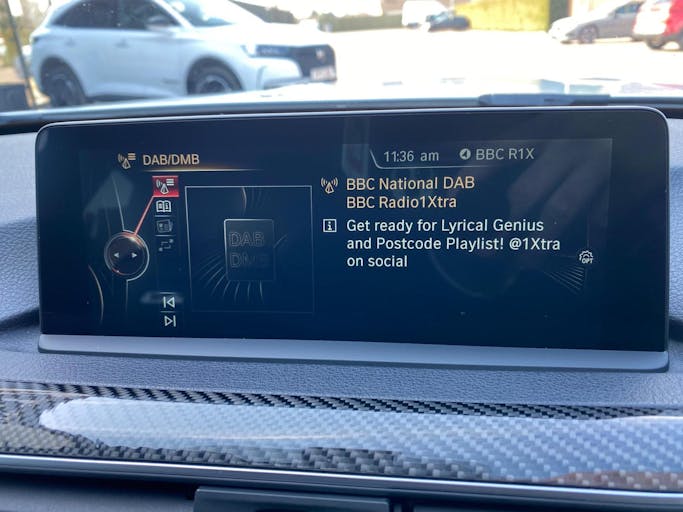 DAB/DMB
11:36 am BBC R1X
BBC National DAB
BBC Radio1Xtra
Get ready for Lyrical Genius
and Postcode Playlist! @1Xtra
on social
DAB
DMB
OPT